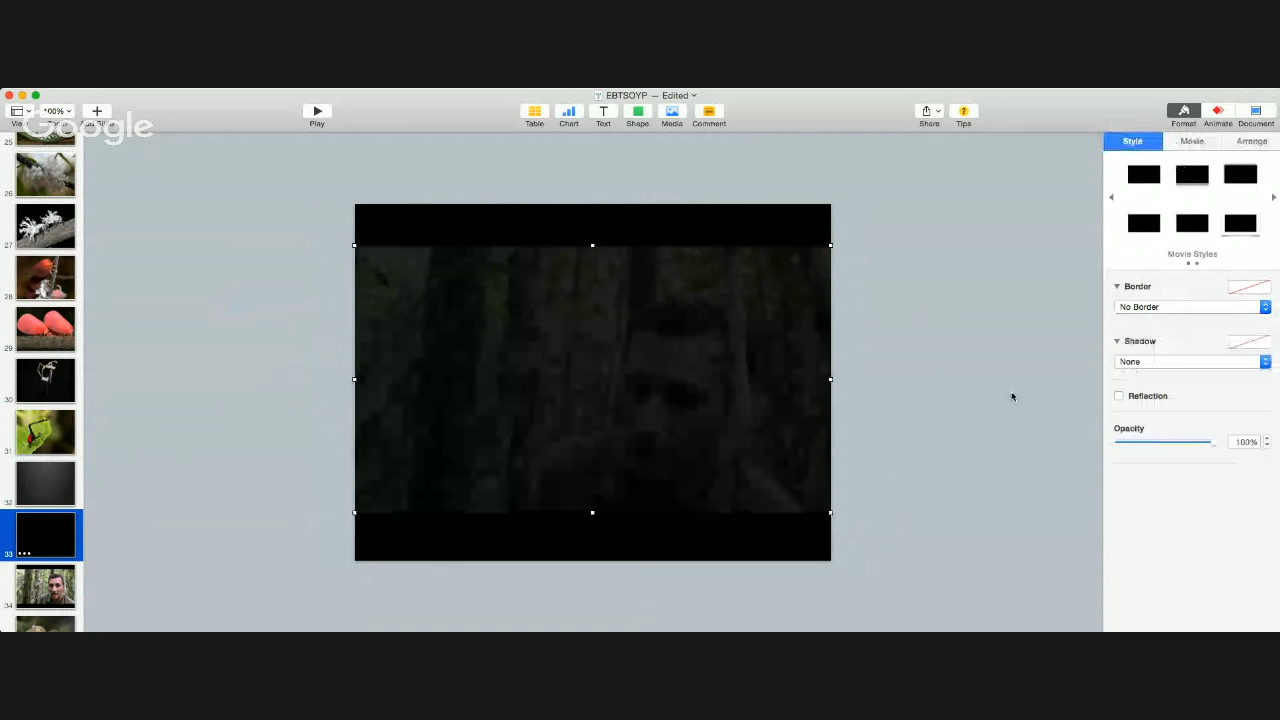 EBTSOYP — Edited
100%
Play
Table
Chart
Text
Shape
Media
Comment
Share
Tips
Format
Animate
Document
Google
Style
Movie
Arrange
25
26
27
28
29
30
31
32
33
34
Movie Styles
Border
No Border
Shadow
None
Reflection
Opacity
100%